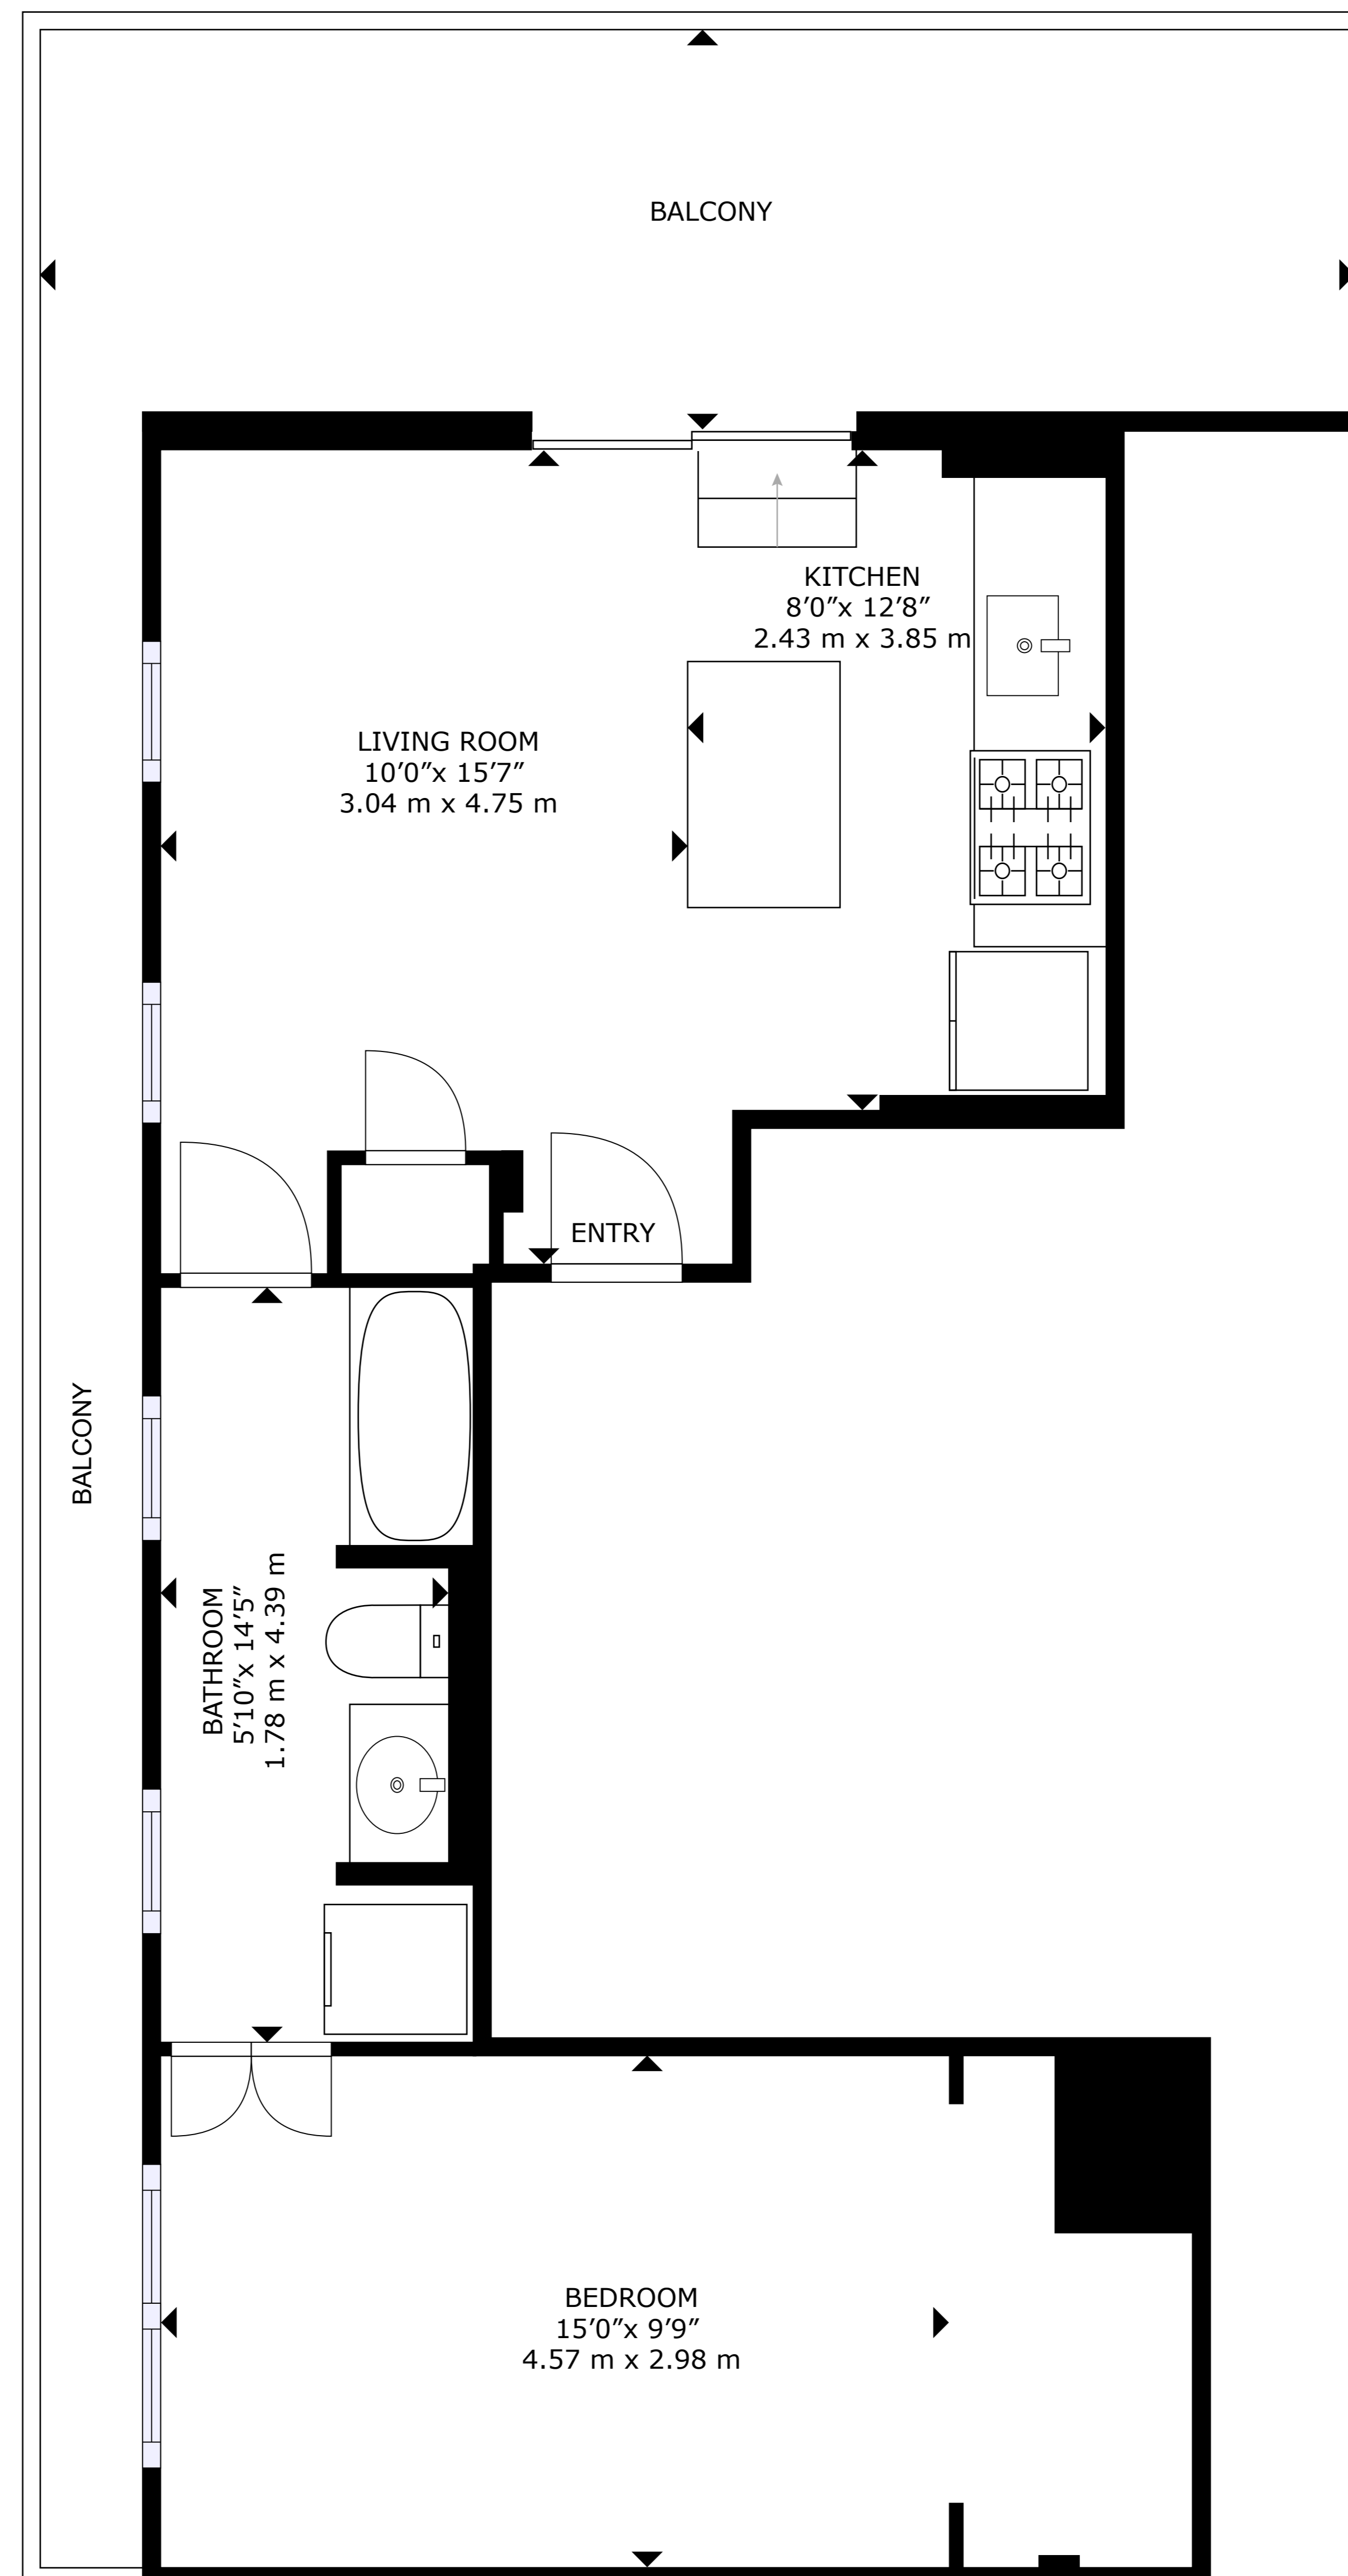 BALCONY
KITCHEN
8'0"x 12'8"
2.43 m x 3.85 m
LIVING ROOM
10'0"x 15'7"
3.04 m x 4.75 m
ENTRY
BALCONY
BATHROOM
5'10"x 14'5"
1.78 m x 4.39 m
BEDROOM
15'0"x 9'9"
4.57 m x 2.98 m